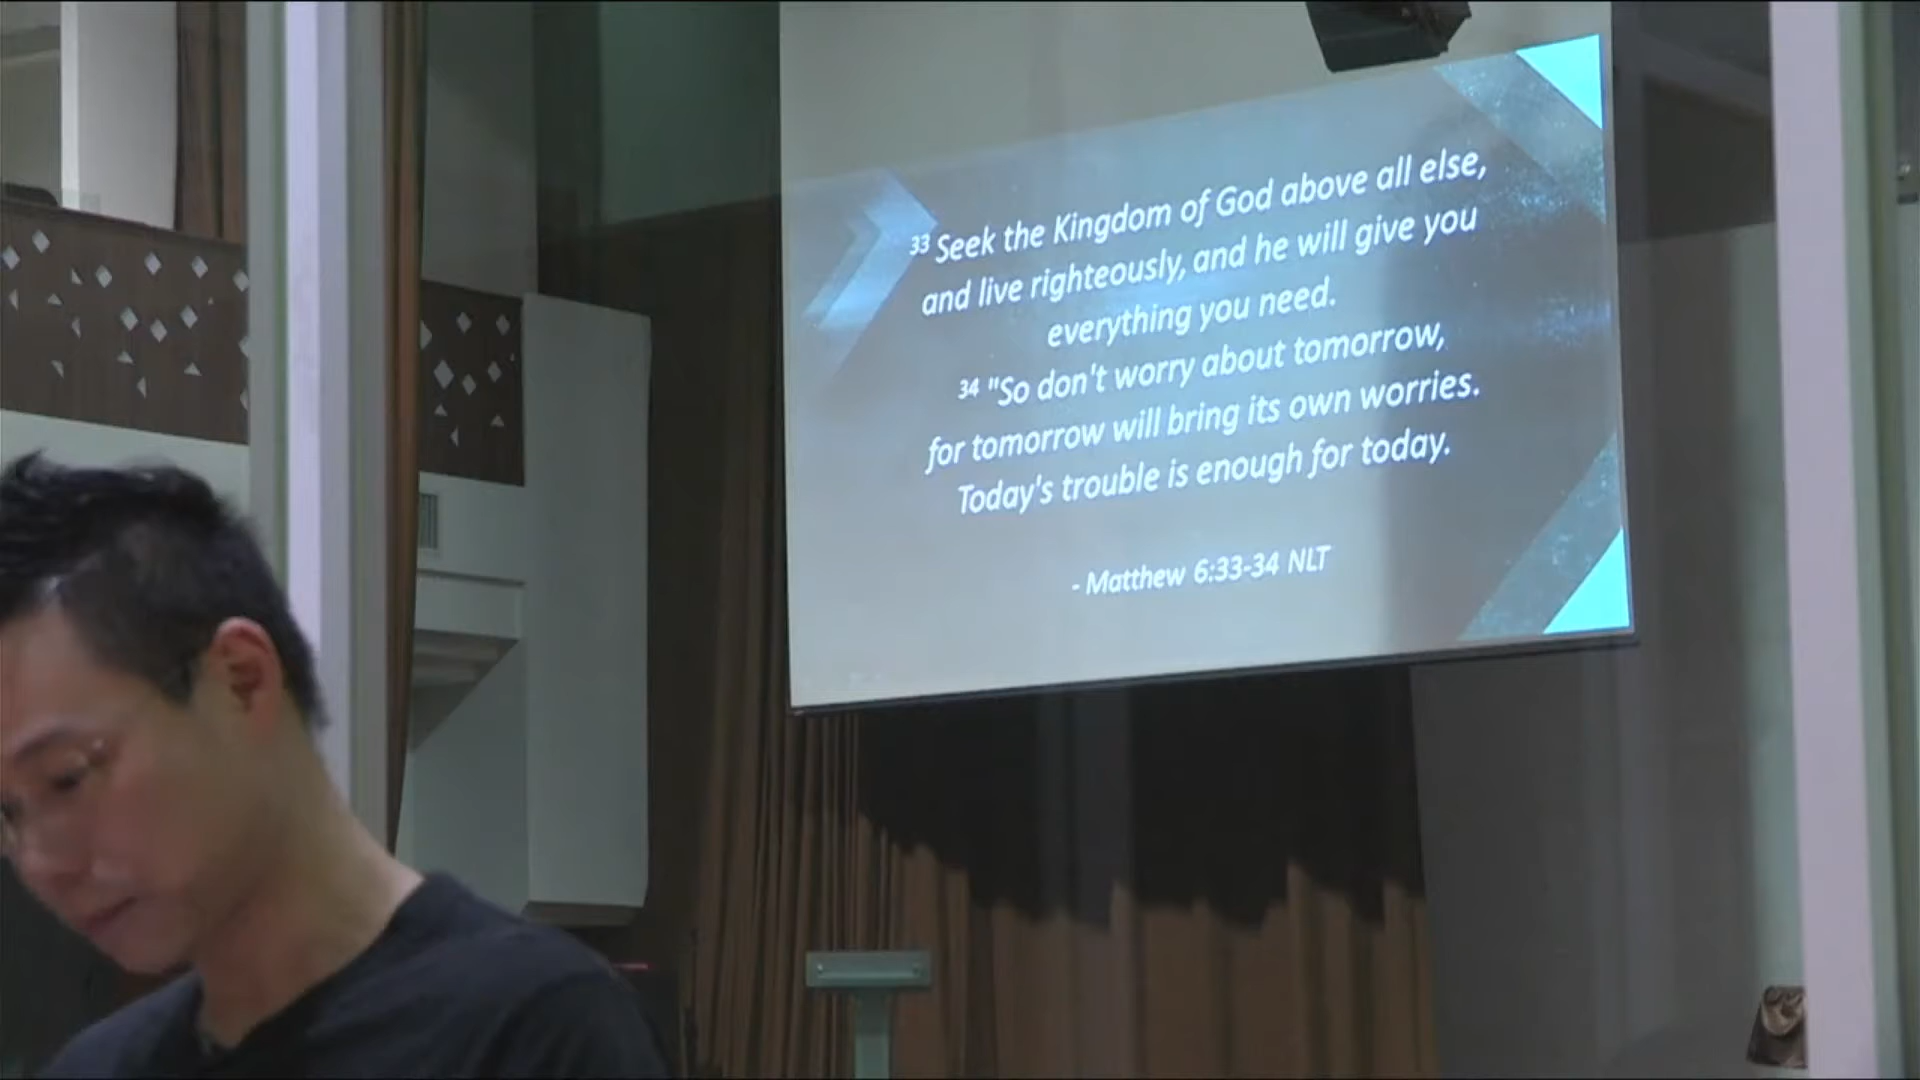 ³³ Seek the Kingdom of God above all else,
and live righteously, and he will give you
everything you need.
³⁴ "So don't worry about tomorrow,
for tomorrow will bring its own worries.
Today's trouble is enough for today.
- Matthew 6:33-34 NLT